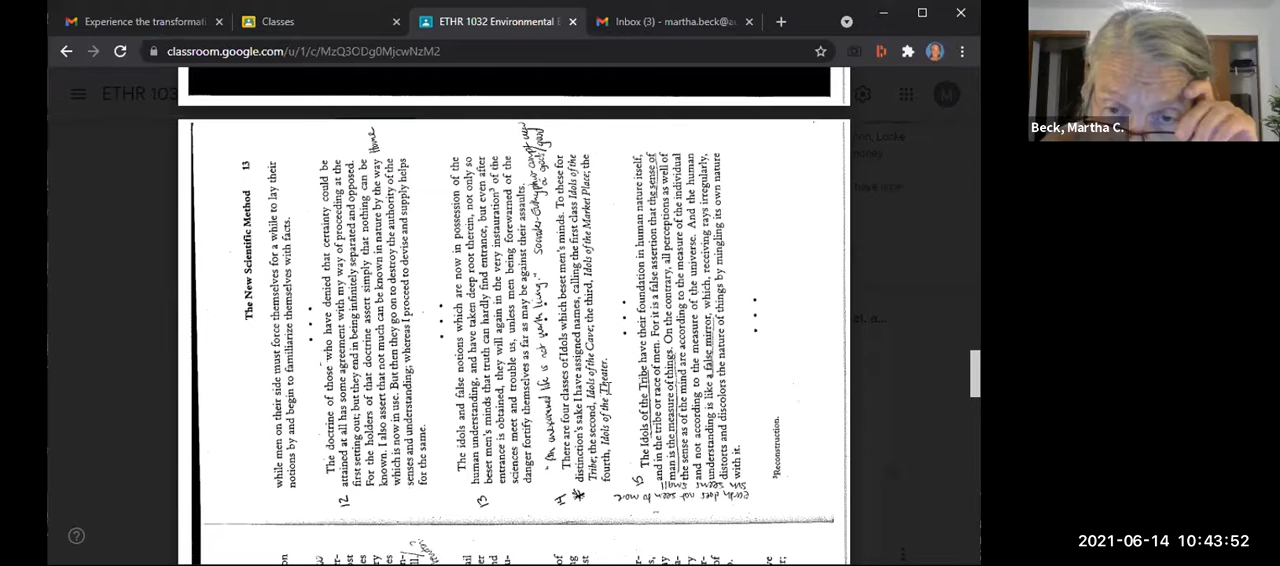 Experience the transformati
Classes
ETHR 1032 Environmental E
Inbox (3) - martha.beck@
classroom.google.com/u/1/c/MzQ3ODg0MjcwNzM2
ETHR 103
M
on, Locke
money
Beck, Martha C.
The New Scientific Method 13
while men on their side must force themselves for a while to lay their
notions by and begin to familiarize themselves with facts.
12
The doctrine of those who have denied that certainty could be
attained at all has some agreement with my way of proceeding at the
first setting out; but they end in being infinitely separated and opposed.
For the holders of that doctrine assert simply that nothing can be
known. I also assert that not much can be known in nature by the way
which is now in use. But then they go on to destroy the authority of the
senses and understanding; whereas I proceed to devise and supply helps
for the same.
13
The idols and false notions which are now in possession of the
human understanding, and have taken deep root therein, not only so
beset men's minds that truth can hardly find entrance, but even after
entrance is obtained, they will again in the very instauration³ of the
sciences meet and trouble us, unless men being forewarned of the
danger fortify themselves as far as may be against their assaults.
"An unexamined life is not worth living."
14
There are four classes of Idols which beset men's minds. To these for
* distinction's sake I have assigned names, calling the first class Idols of the
Tribe; the second, Idols of the Cave; the third, Idols of the Market Place; the
fourth, Idols of the Theater.
15
The Idols of the Tribe have their foundation in human nature itself,
and in the tribe or race of men. For it is a false assertion that the sense of
man is the measure of things. On the contrary, all perceptions as well of
the sense as of the mind are according to the measure of the individual
and not according to the measure of the universe. And the human
understanding is like a false mirror, which, receiving rays irregularly,
distorts and discolors the nature of things by mingling its own nature
with it.
Earth does not seem to move
³Reconstruction.
2021-06-14 10:43:52